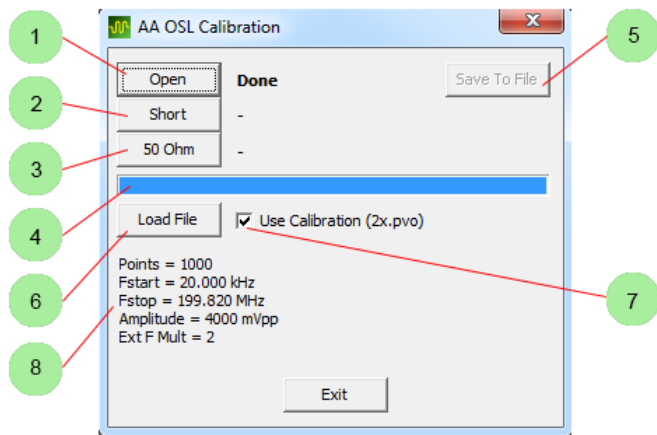 AA OSL Calibration
1
Open
Done
Save To File
5
2
Short
-
3
50 Ohm
-
4
Load File
Use Calibration (2x.pvo)
6
7
Points = 1000
Fstart = 20.000 kHz
Fstop = 199.820 MHz
Amplitude = 4000 mVpp
Ext F Mult = 2
8
Exit